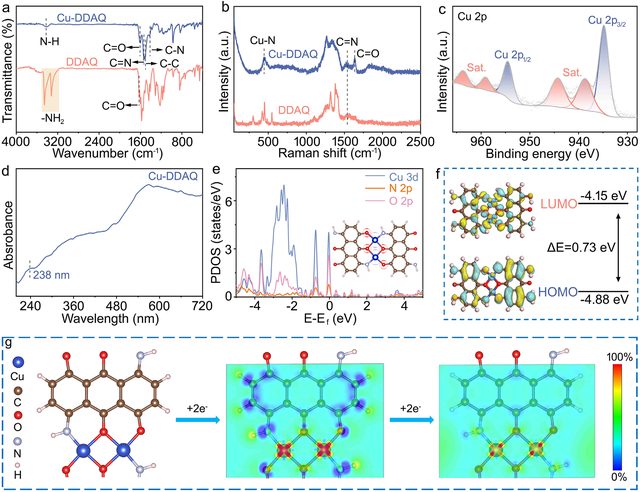 a
Cu-DDAQ
N-H
C=O
C-N
C=N
C-C
DDAQ
-NH2
C=O
Transmittance (%)
4000 3200 2400 1600 800
Wavenumber (cm-1)
b
Cu-N
C=N
C=O
Cu-DDAQ
DDAQ
Intensity (a.u.)
0 500 1000 1500 2000 2500
Raman shift (cm-1)
c
Cu 2p
Cu 2p3/2
Sat.
Cu 2p1/2
Sat.
Intensity (a.u.)
960 950 940 930
Binding energy (eV)
d
Cu-DDAQ
238 nm
Absorbance
240 360 480 600 720
Wavelength (nm)
e
Cu 3d
N 2p
O 2p
PDOS (states/eV)
8
6
4
2
0
-4 -2 0 2 4
E-Ef (eV)
f
LUMO
-4.15 eV
ΔE=0.73 eV
HOMO
-4.88 eV
g
Cu
C
O
N
H
+2e-
+2e-
100%
0%